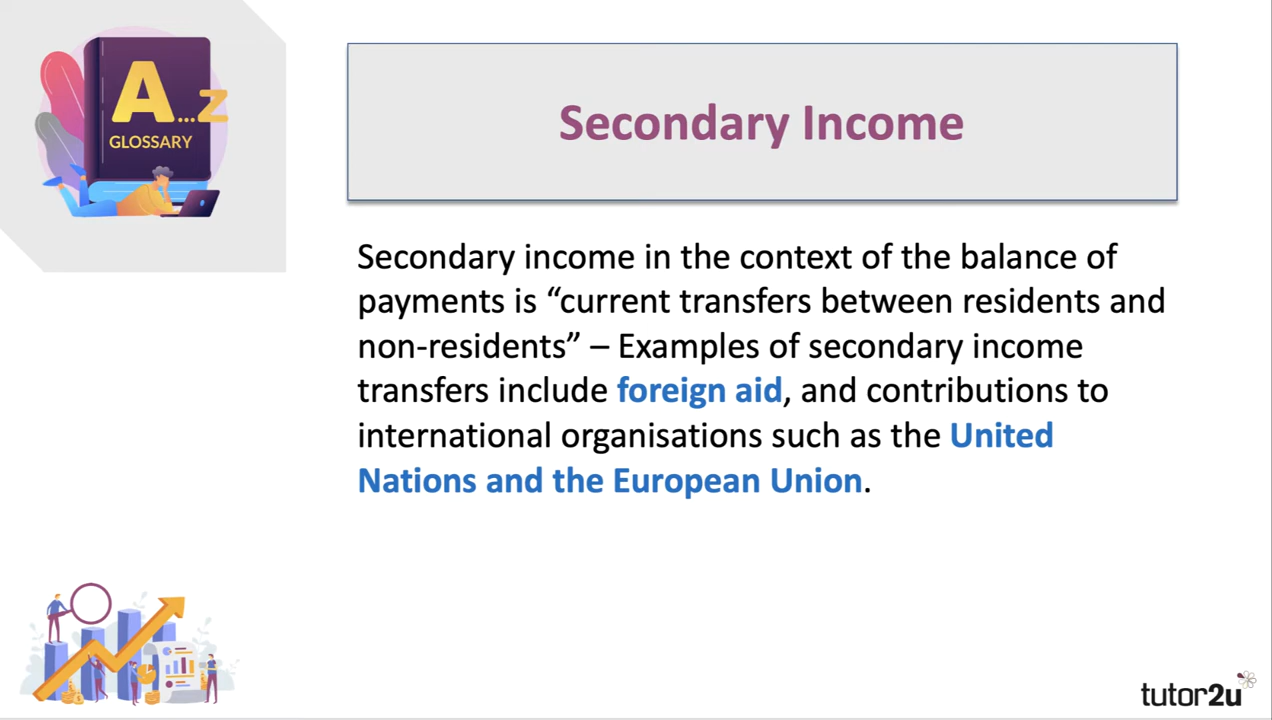 A...Z
GLOSSARY
Secondary Income
Secondary income in the context of the balance of
payments is “current transfers between residents and
non-residents” – Examples of secondary income
transfers include foreign aid, and contributions to
international organisations such as the United
Nations and the European Union.
tutor2u